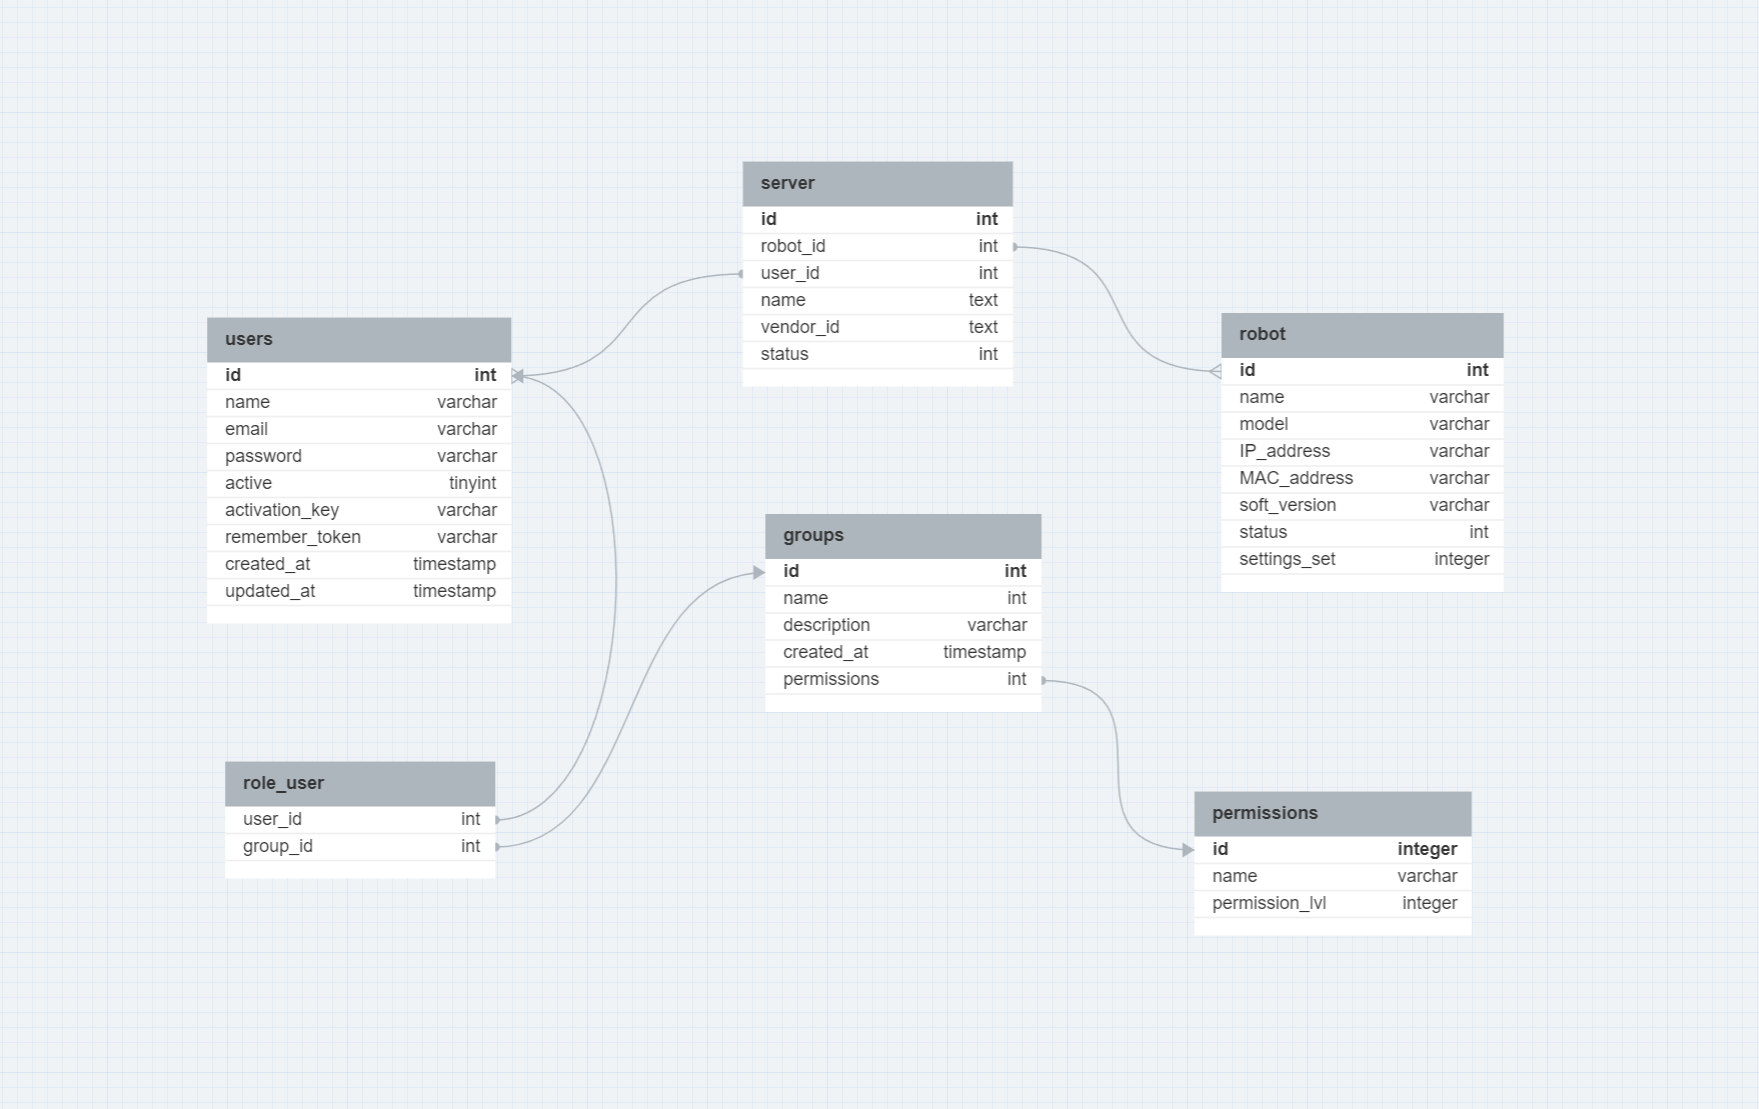 server
id int
robot_id int
user_id int
name text
vendor_id text
status int
users
id int
name varchar
email varchar
password varchar
active tinyint
activation_key varchar
remember_token varchar
created_at timestamp
updated_at timestamp
robot
id int
name varchar
model varchar
IP_address varchar
MAC_address varchar
soft_version varchar
status int
settings_set integer
groups
id int
name int
description varchar
created_at timestamp
permissions int
role_user
user_id int
group_id int
permissions
id integer
name varchar
permission_lvl integer